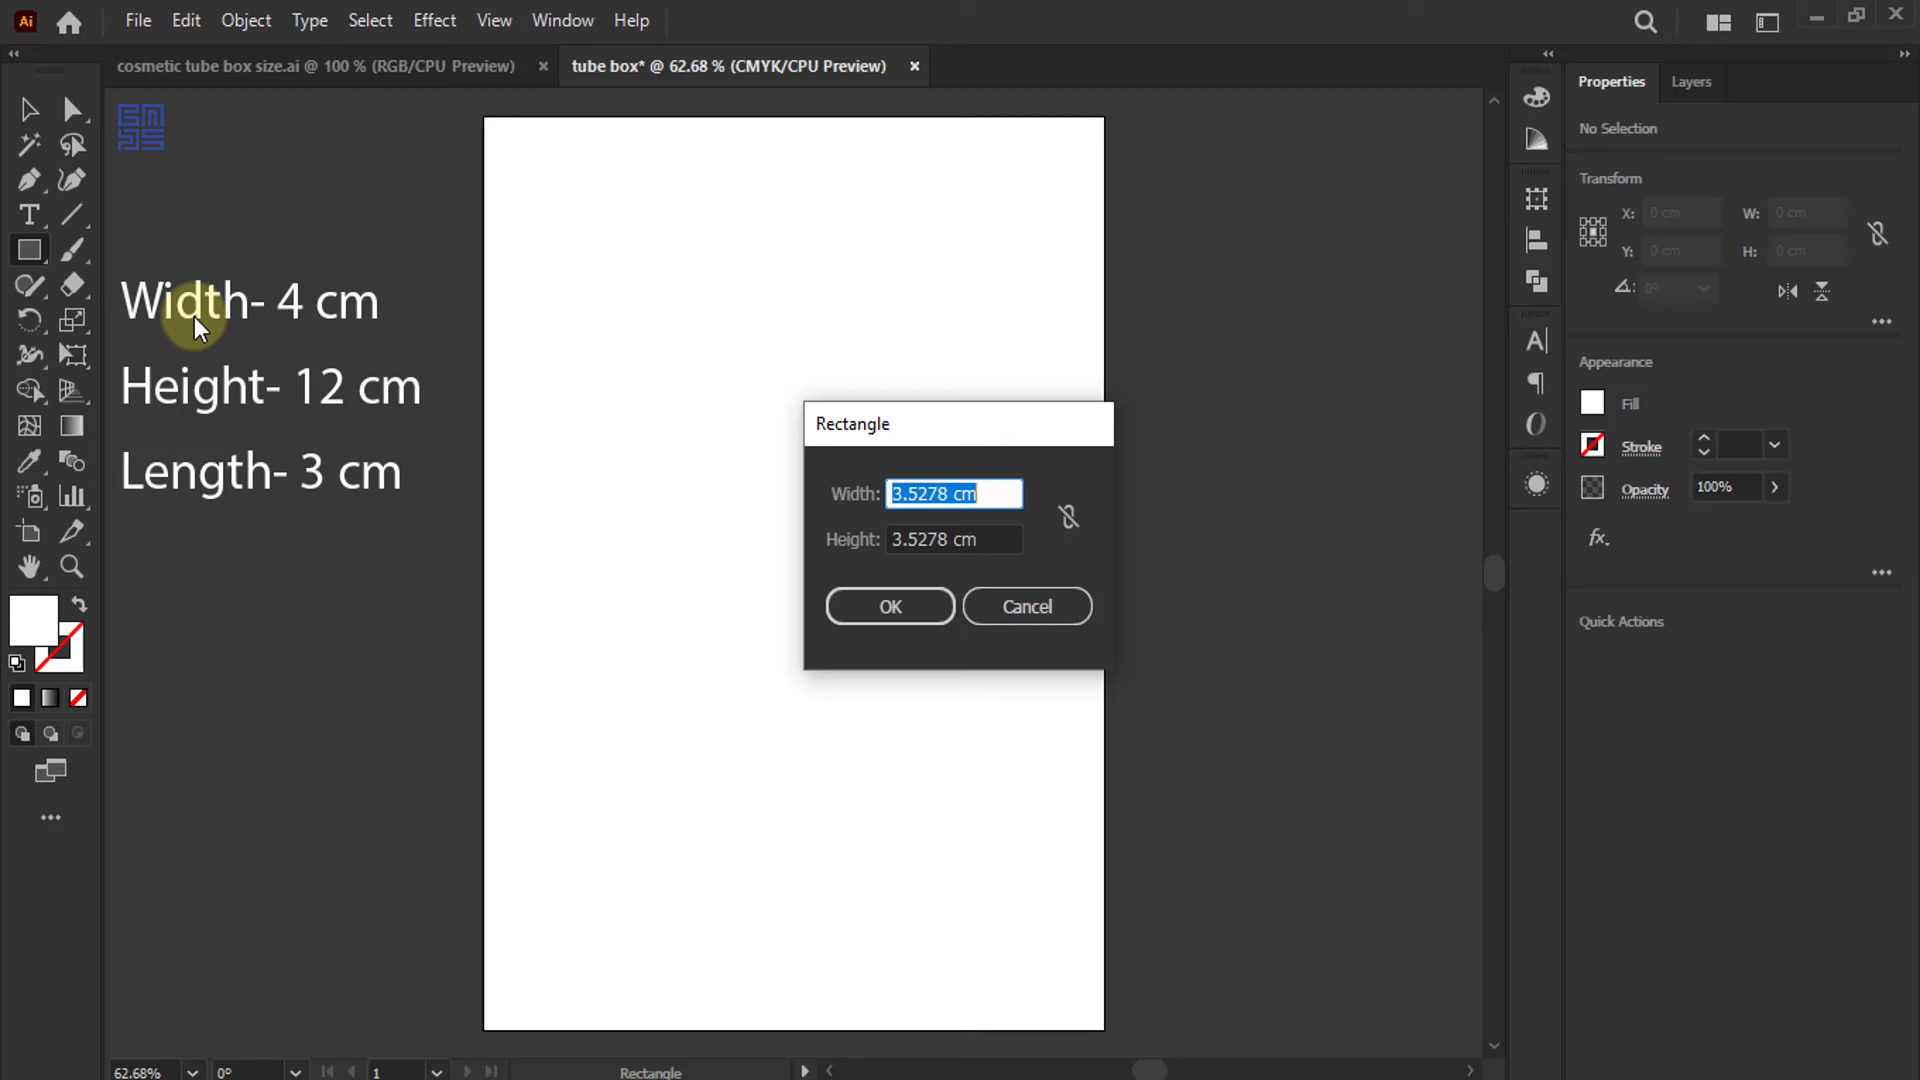 Ai File Edit Object Type Select Effect View Window Help
cosmetic tube box size.ai @ 100 % (RGB/CPU Preview) × tube box* @ 62.68 % (CMYK/CPU Preview) ×
Properties Layers
No Selection
Transform
X: 0 cm W: 0 cm
Y: 0 cm H: 0 cm
0°
Width- 4 cm
Height- 12 cm
Length- 3 cm
Rectangle
Width: 3.5278 cm
Height: 3.5278 cm
OK Cancel
Appearance
Fill
Stroke
Opacity 100%
fx.
Quick Actions
62.68% 0° 1 Rectangle